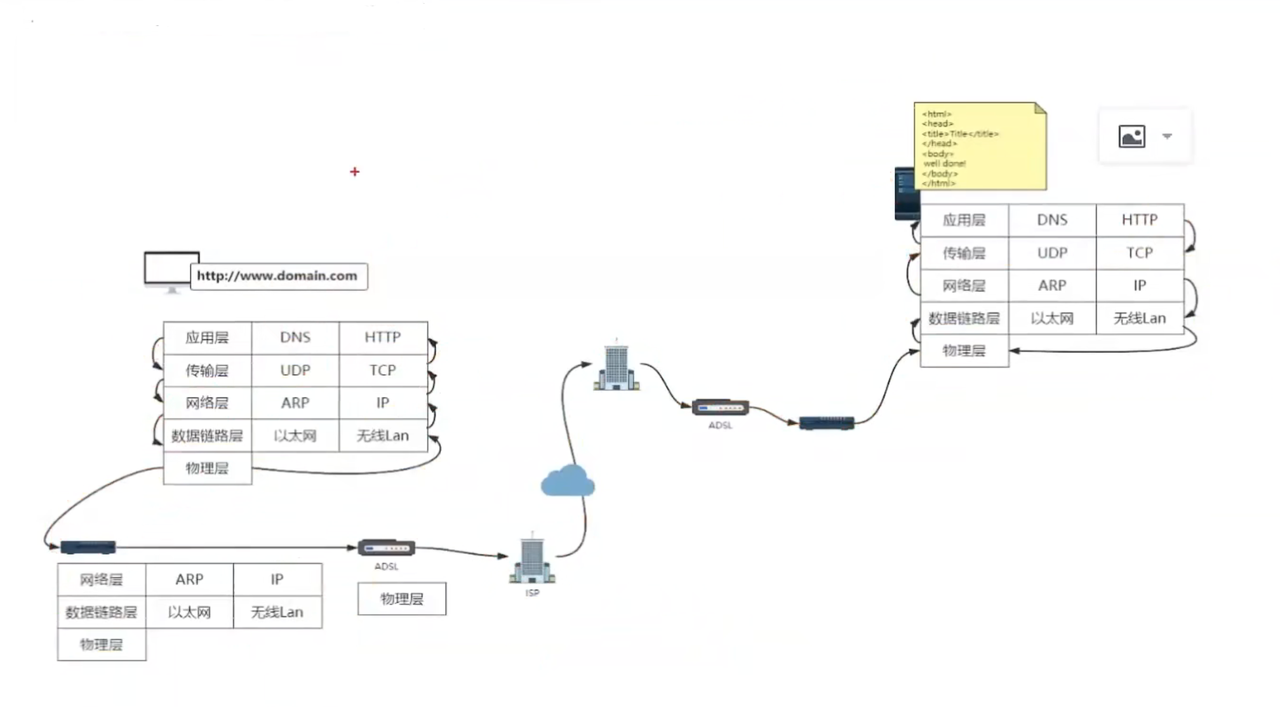 <html>
<head>
<title>Title</title>
</head>
<body>
well done!
</body>
</html>
应用层 DNS HTTP
传输层 UDP TCP
网络层 ARP IP
数据链路层 以太网 无线Lan
物理层
http://www.domain.com
应用层 DNS HTTP
传输层 UDP TCP
网络层 ARP IP
数据链路层 以太网 无线Lan
物理层
ADSL
ADSL
ISP
网络层 ARP IP
数据链路层 以太网 无线Lan
物理层
物理层